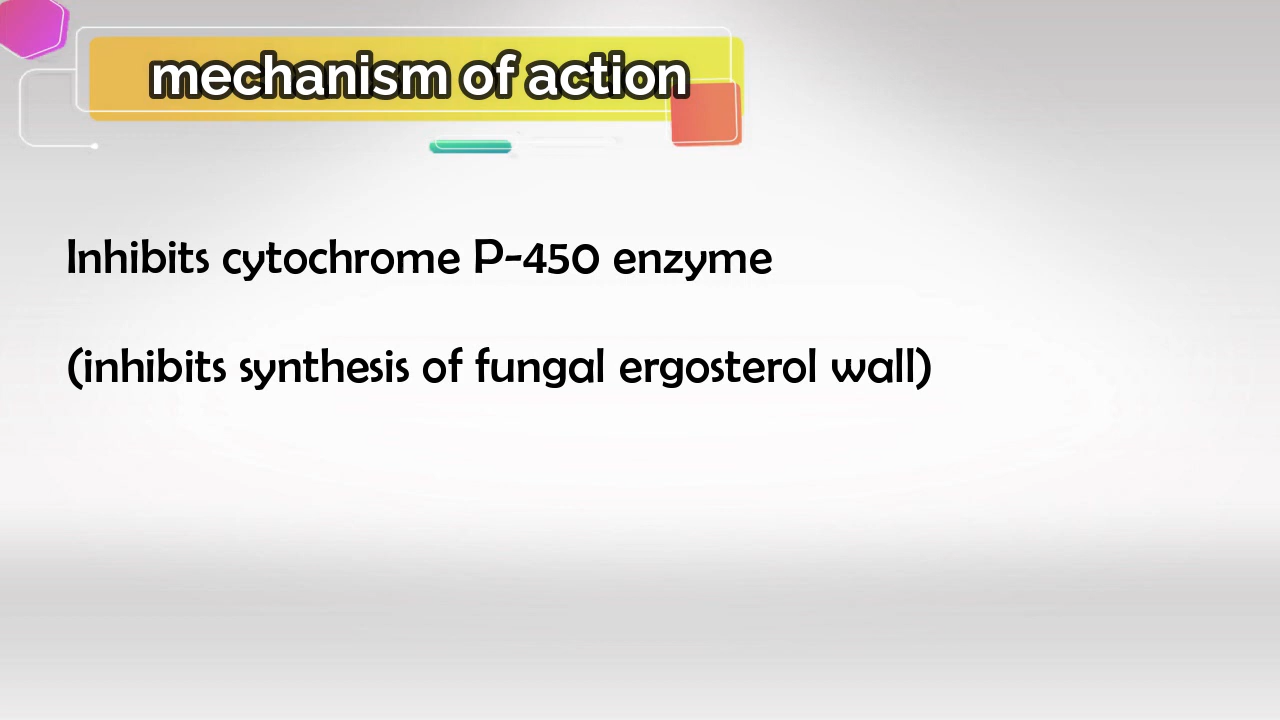 mechanism of action
Inhibits cytochrome P-450 enzyme
(inhibits synthesis of fungal ergosterol wall)